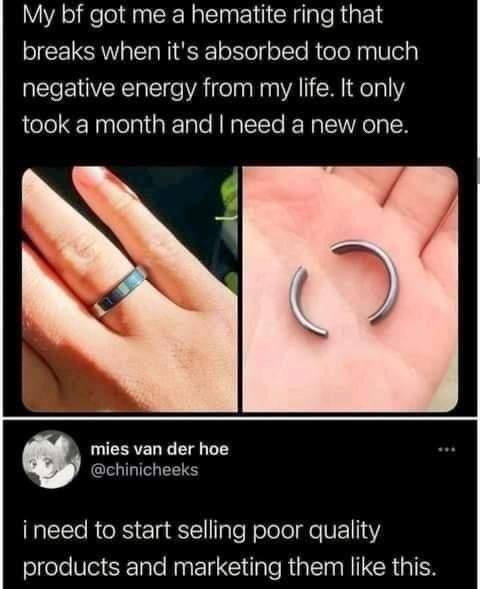 My bf got me a hematite ring that
breaks when it's absorbed too much
negative energy from my life. It only
took a month and I need a new one.
mies van der hoe
@chinicheeks
i need to start selling poor quality
products and marketing them like this.